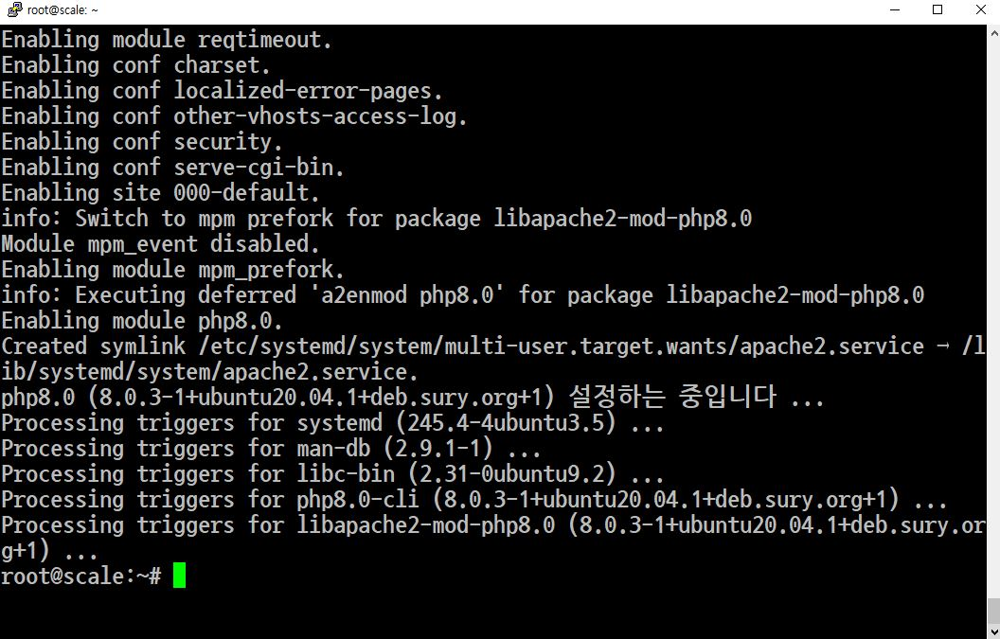 root@scale: ~
Enabling module reqtimeout.
Enabling conf charset.
Enabling conf localized-error-pages.
Enabling conf other-vhosts-access-log.
Enabling conf security.
Enabling conf serve-cgi-bin.
Enabling site 000-default.
info: Switch to mpm prefork for package libapache2-mod-php8.0
Module mpm_event disabled.
Enabling module mpm_prefork.
info: Executing deferred 'a2enmod php8.0' for package libapache2-mod-php8.0
Enabling module php8.0.
Created symlink /etc/systemd/system/multi-user.target.wants/apache2.service → /l
ib/systemd/system/apache2.service.
php8.0 (8.0.3-1+ubuntu20.04.1+deb.sury.org+1) 설정하는 중입니다 ...
Processing triggers for systemd (245.4-4ubuntu3.5) ...
Processing triggers for man-db (2.9.1-1) ...
Processing triggers for libc-bin (2.31-0ubuntu9.2) ...
Processing triggers for php8.0-cli (8.0.3-1+ubuntu20.04.1+deb.sury.org+1) ...
Processing triggers for libapache2-mod-php8.0 (8.0.3-1+ubuntu20.04.1+deb.sury.or
g+1) ...
root@scale:~#